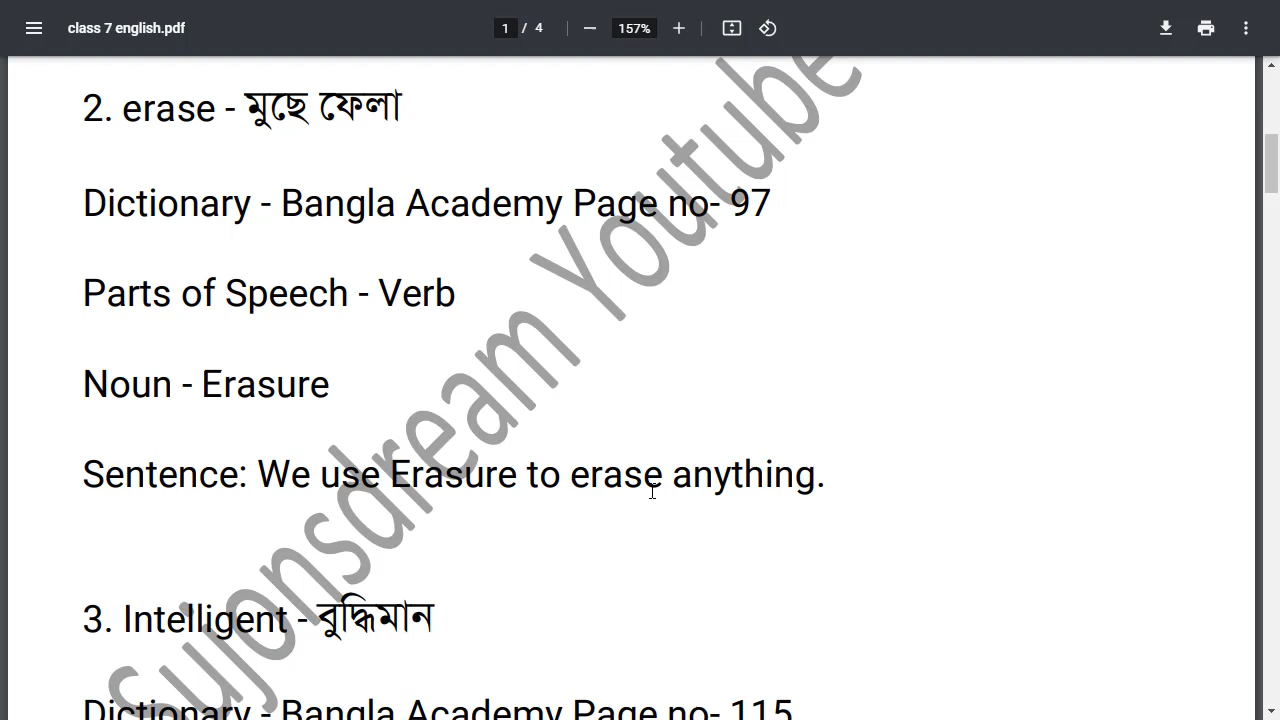 class 7 english.pdf
1 / 4
157%
2. erase - মুছে ফেলা
Dictionary - Bangla Academy Page no- 97
Parts of Speech - Verb
Noun - Erasure
Sentence: We use Erasure to erase anything.
3. Intelligent - বুদ্ধিমান
Dictionary - Bangla Academy Page no- 115
Sujonsdream Youtube